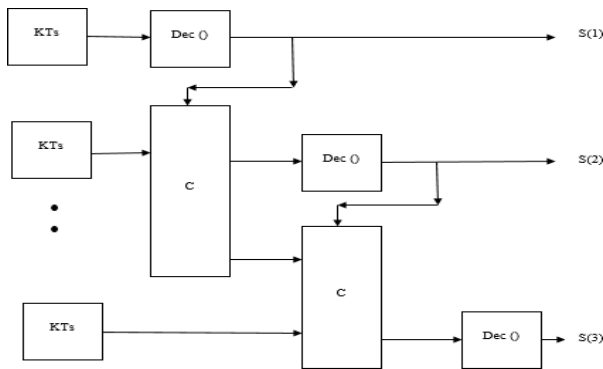 KTs
Dec ()
S(1)
KTs
C
Dec ()
S(2)
KTs
C
Dec ()
S(3)